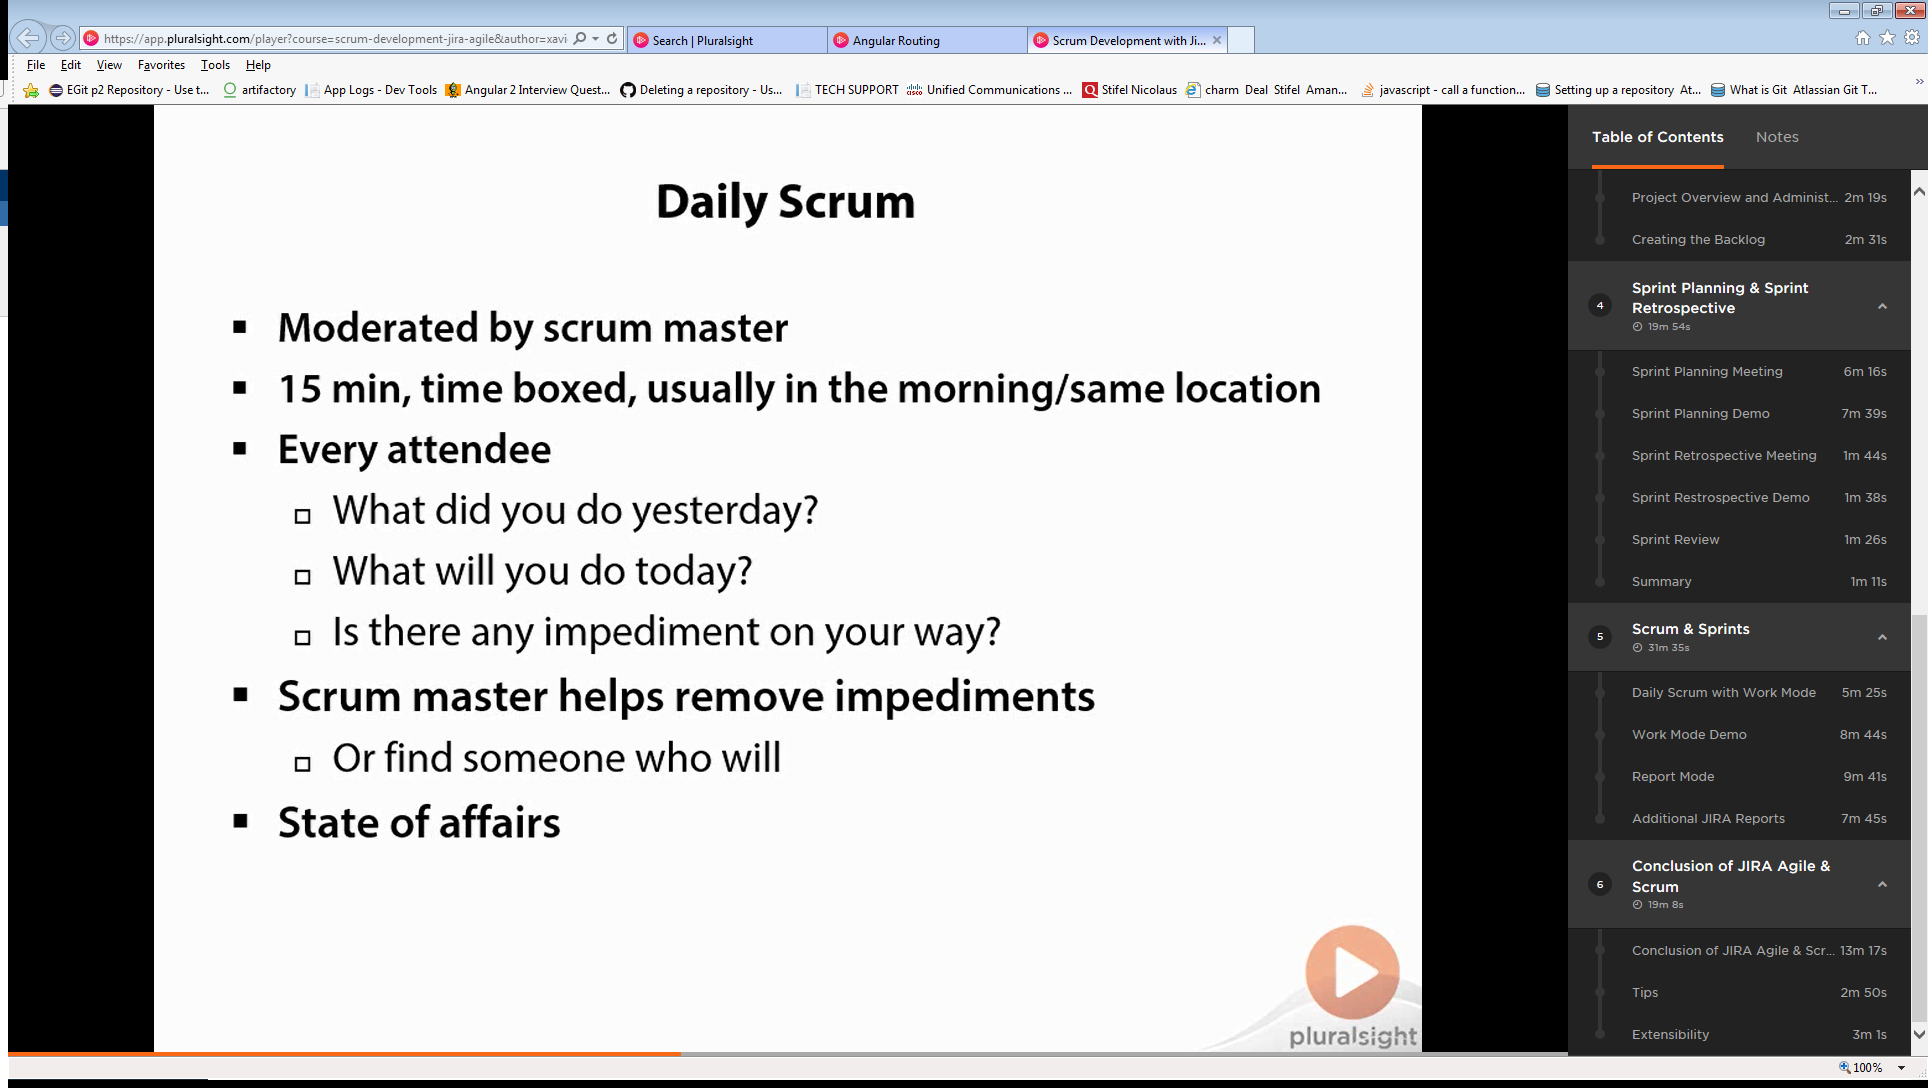 https://app.pluralsight.com/player?course=scrum-development-jira-agile&author=xavi
Search | Pluralsight
Angular Routing
Scrum Development with Ji...
File Edit View Favorites Tools Help
EGit p2 Repository - Use t...
artifactory
App Logs - Dev Tools
Angular 2 Interview Quest...
Deleting a repository - Us...
TECH SUPPORT
Unified Communications ...
Stifel Nicolaus
charm Deal Stifel Aman...
javascript - call a function...
Setting up a repository At...
What is Git Atlassian Git T...
Daily Scrum
Moderated by scrum master
15 min, time boxed, usually in the morning/same location
Every attendee
What did you do yesterday?
What will you do today?
Is there any impediment on your way?
Scrum master helps remove impediments
Or find someone who will
State of affairs
pluralsight
Table of Contents Notes
Project Overview and Administ... 2m 19s
Creating the Backlog 2m 31s
4
Sprint Planning & Sprint
Retrospective
19m 54s
Sprint Planning Meeting 6m 16s
Sprint Planning Demo 7m 39s
Sprint Retrospective Meeting 1m 44s
Sprint Restrospective Demo 1m 38s
Sprint Review 1m 26s
Summary 1m 11s
5
Scrum & Sprints
31m 35s
Daily Scrum with Work Mode 5m 25s
Work Mode Demo 8m 44s
Report Mode 9m 41s
Additional JIRA Reports 7m 45s
6
Conclusion of JIRA Agile &
Scrum
19m 8s
Conclusion of JIRA Agile & Scr... 13m 17s
Tips 2m 50s
Extensibility 3m 1s
100%